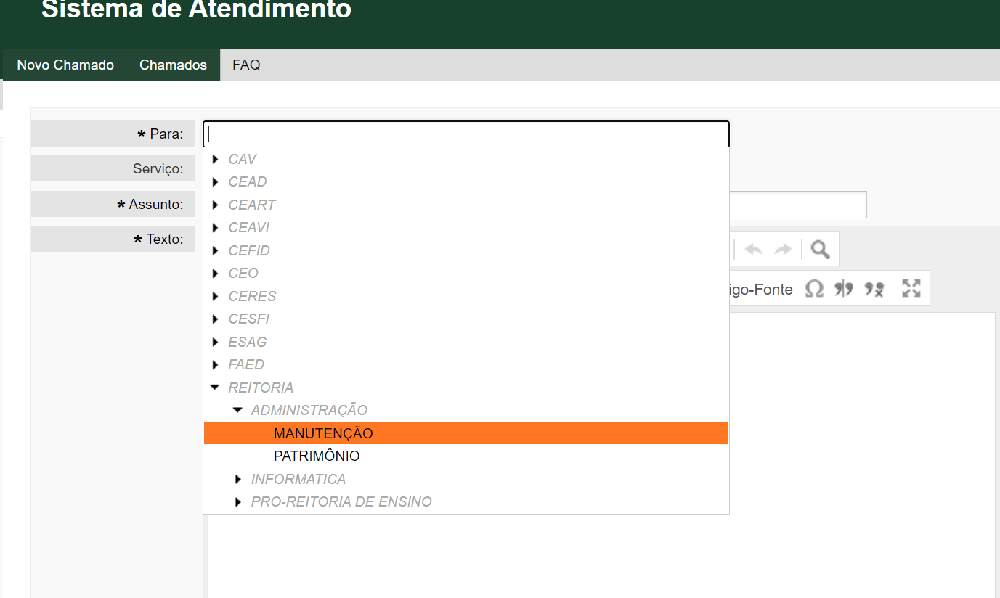 Sistema de Atendimento
Novo Chamado Chamados FAQ
* Para:
CAV
Serviço:
CEAD
* Assunto:
CEART
CEAVI
* Texto:
CEFID
CEO
igo-Fonte
CERES
CESFI
ESAG
FAED
REITORIA
ADMINISTRAÇÃO
MANUTENÇÃO
PATRIMÔNIO
INFORMATICA
PRO-REITORIA DE ENSINO